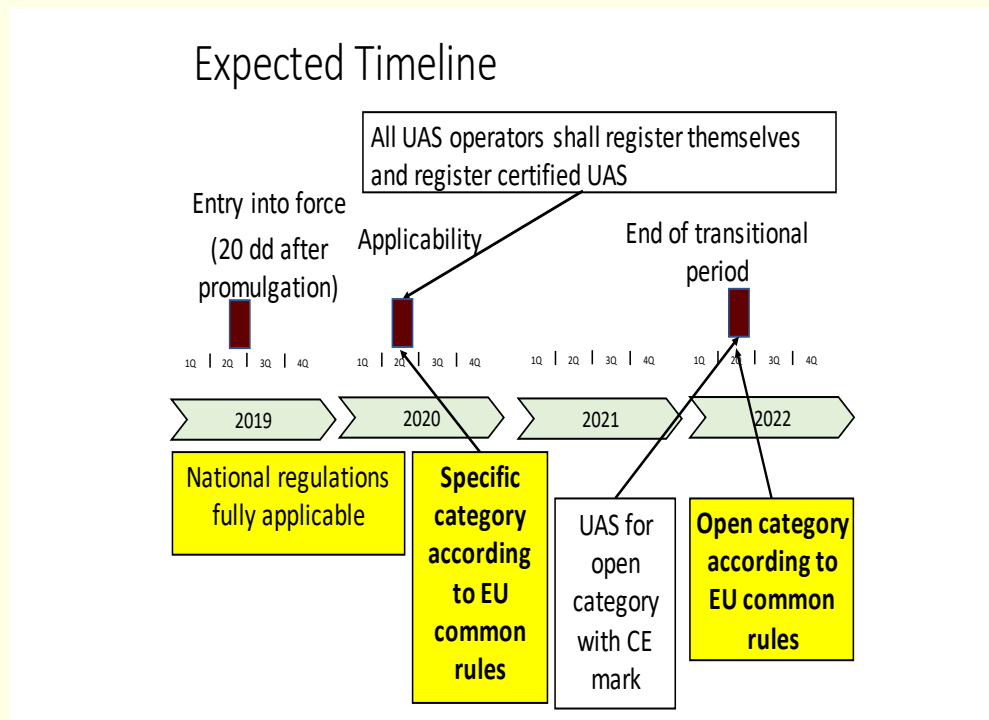 Expected Timeline
All UAS operators shall register themselves
and register certified UAS
Entry into force
(20 dd after
promulgation)
Applicability
End of transitional
period
1Q 2Q 3Q 4Q
1Q 2Q 3Q 4Q
1Q 2Q 3Q 4Q
1Q 2Q 3Q 4Q
2019
2020
2021
2022
National regulations
fully applicable
Specific
category
according
to EU
common
rules
UAS for
open
category
with CE
mark
Open category
according to
EU common
rules